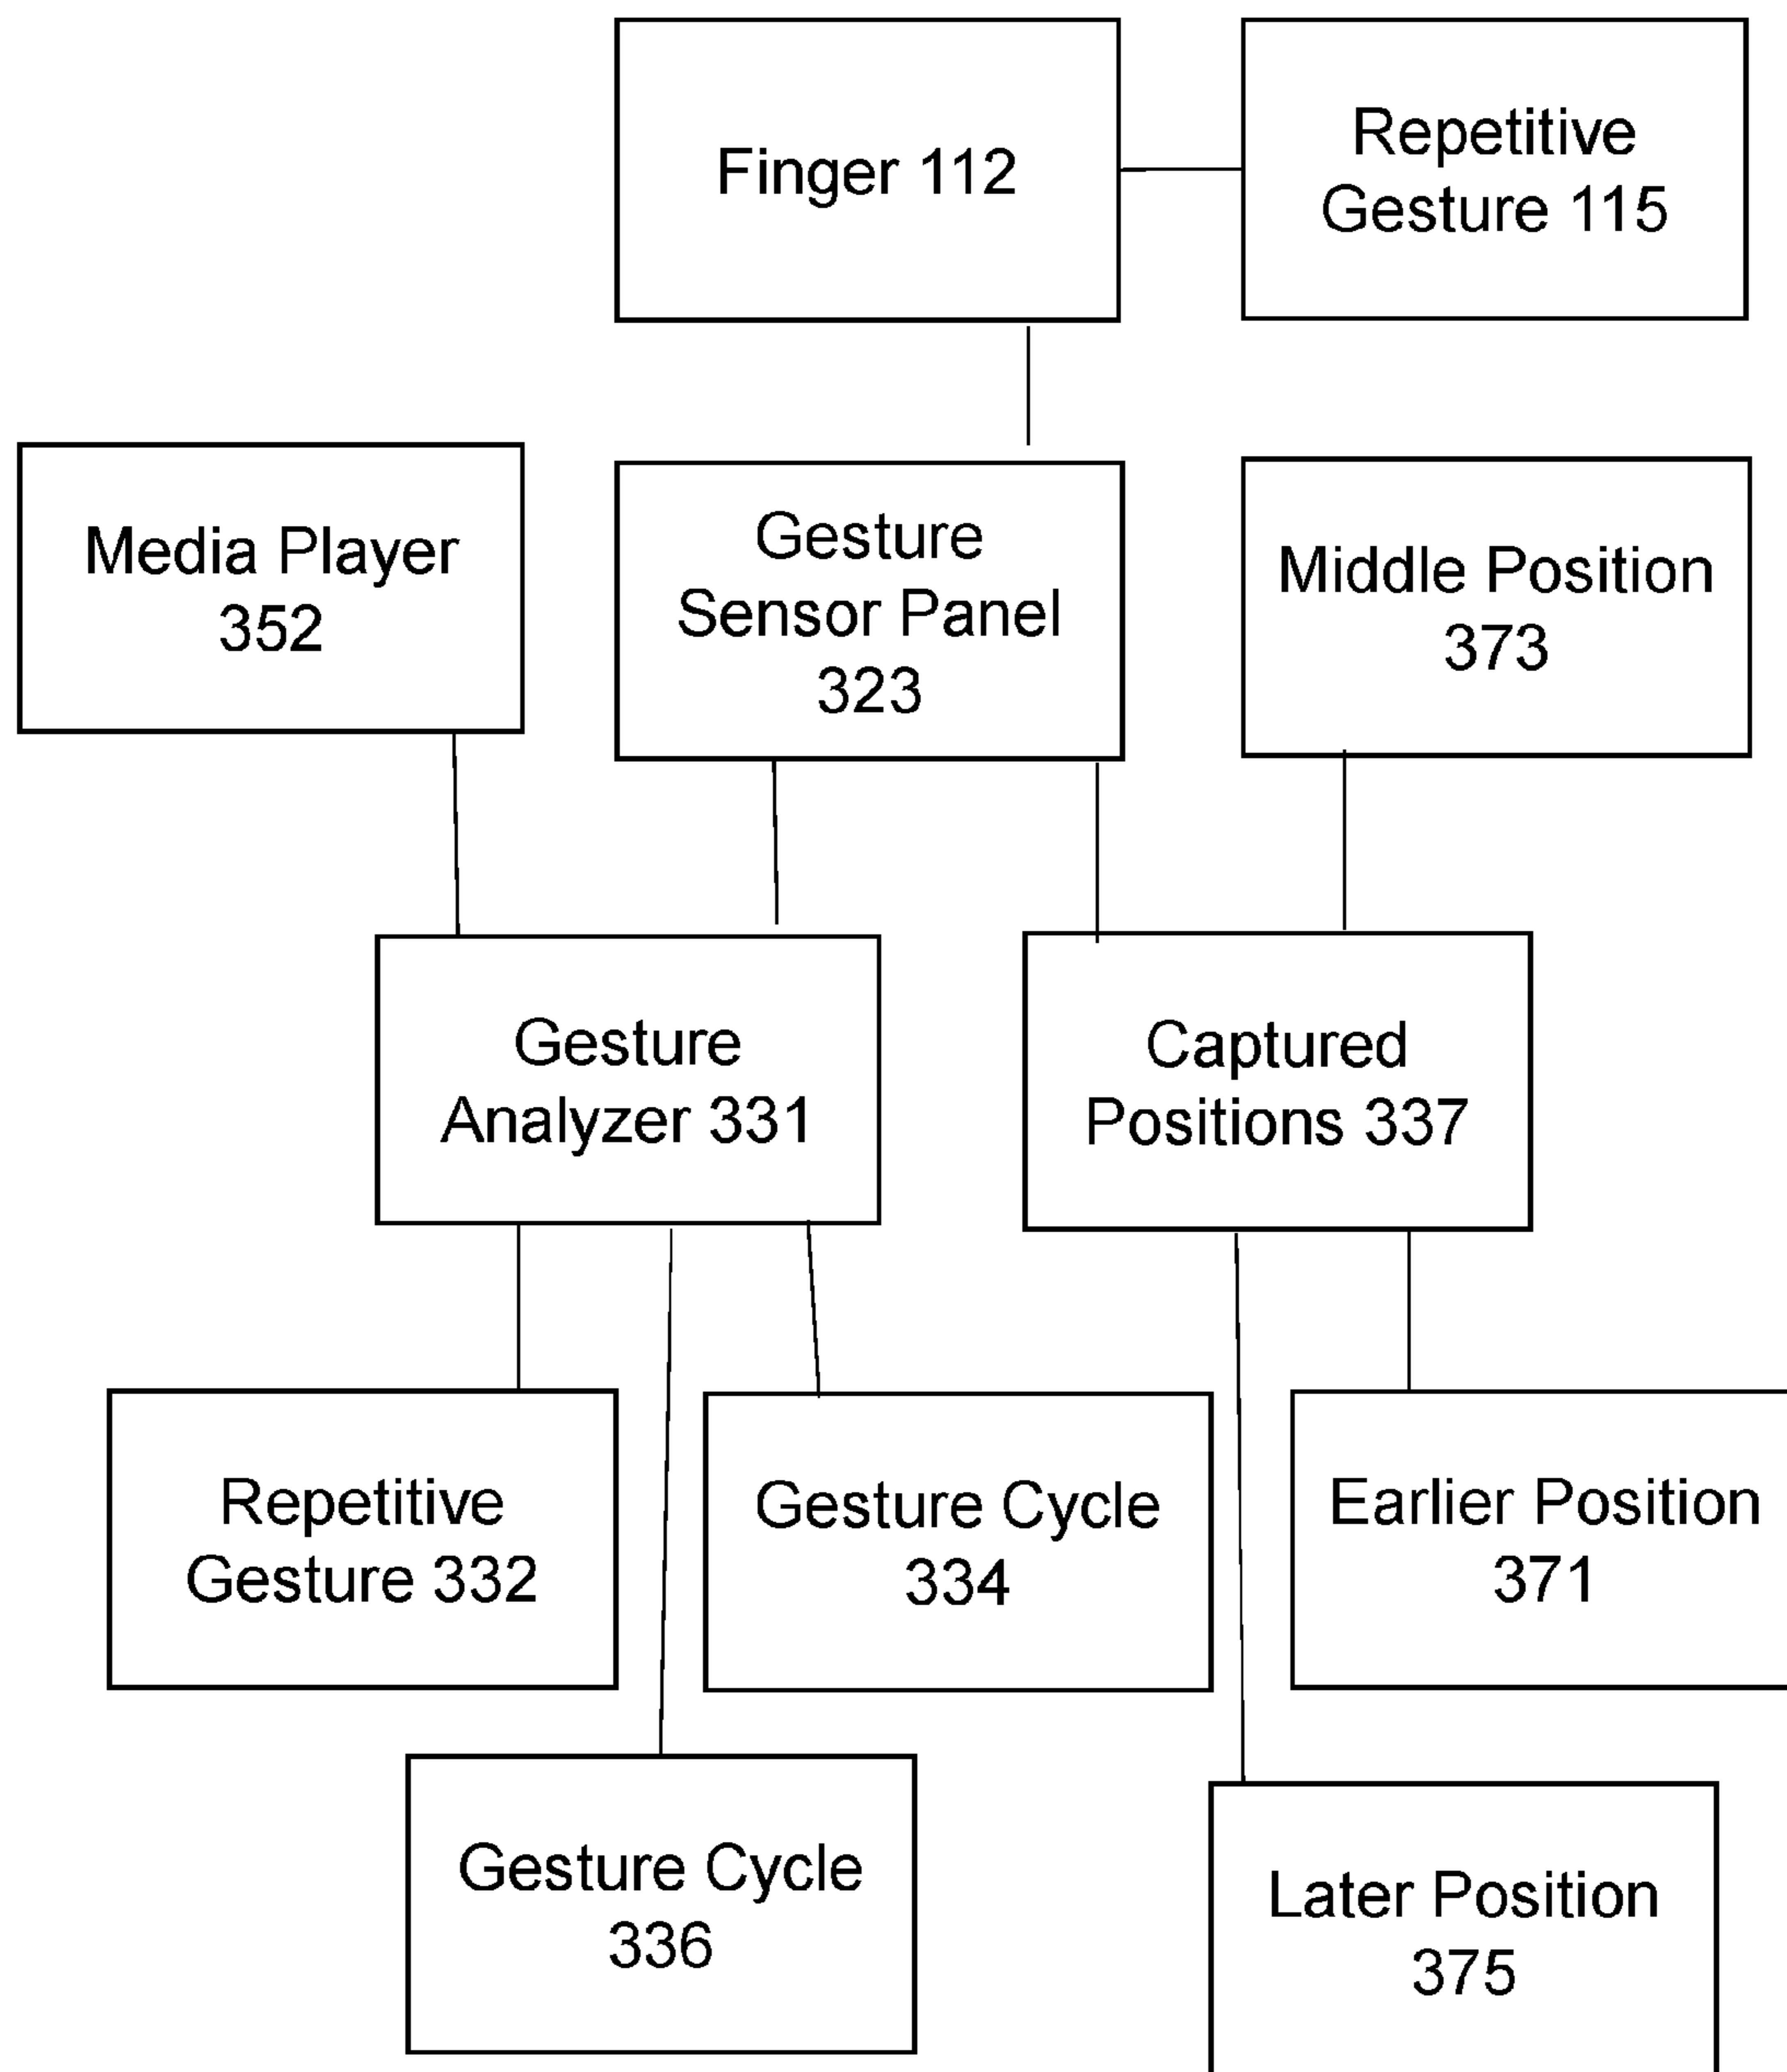 Finger 112
Repetitive
Gesture 115
Media Player
352
Gesture
Sensor Panel
323
Middle Position
373
Gesture
Analyzer 331
Captured
Positions 337
Repetitive
Gesture 332
Gesture Cycle
334
Earlier Position
371
Gesture Cycle
336
Later Position
375